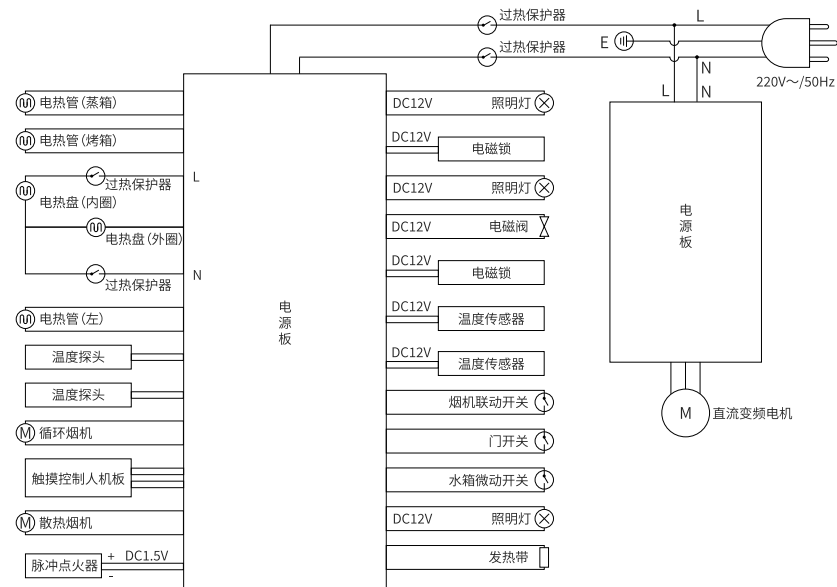 过热保护器
L
E
过热保护器
N
220V～/50Hz
L
N
电热管(蒸箱)
DC12V
照明灯
电热管(烤箱)
DC12V
电磁锁
过热保护器
L
DC12V
照明灯
电热盘(内圈)
DC12V
电磁阀
电热盘(外圈)
过热保护器
N
DC12V
电磁锁
电源板
电源板
电热管(左)
DC12V
温度传感器
温度探头
DC12V
温度传感器
温度探头
烟机联动开关
M
直流变频电机
M
循环烟机
门开关
触摸控制人机板
水箱微动开关
M
散热烟机
DC12V
照明灯
脉冲点火器
+
DC1.5V
-
发热带